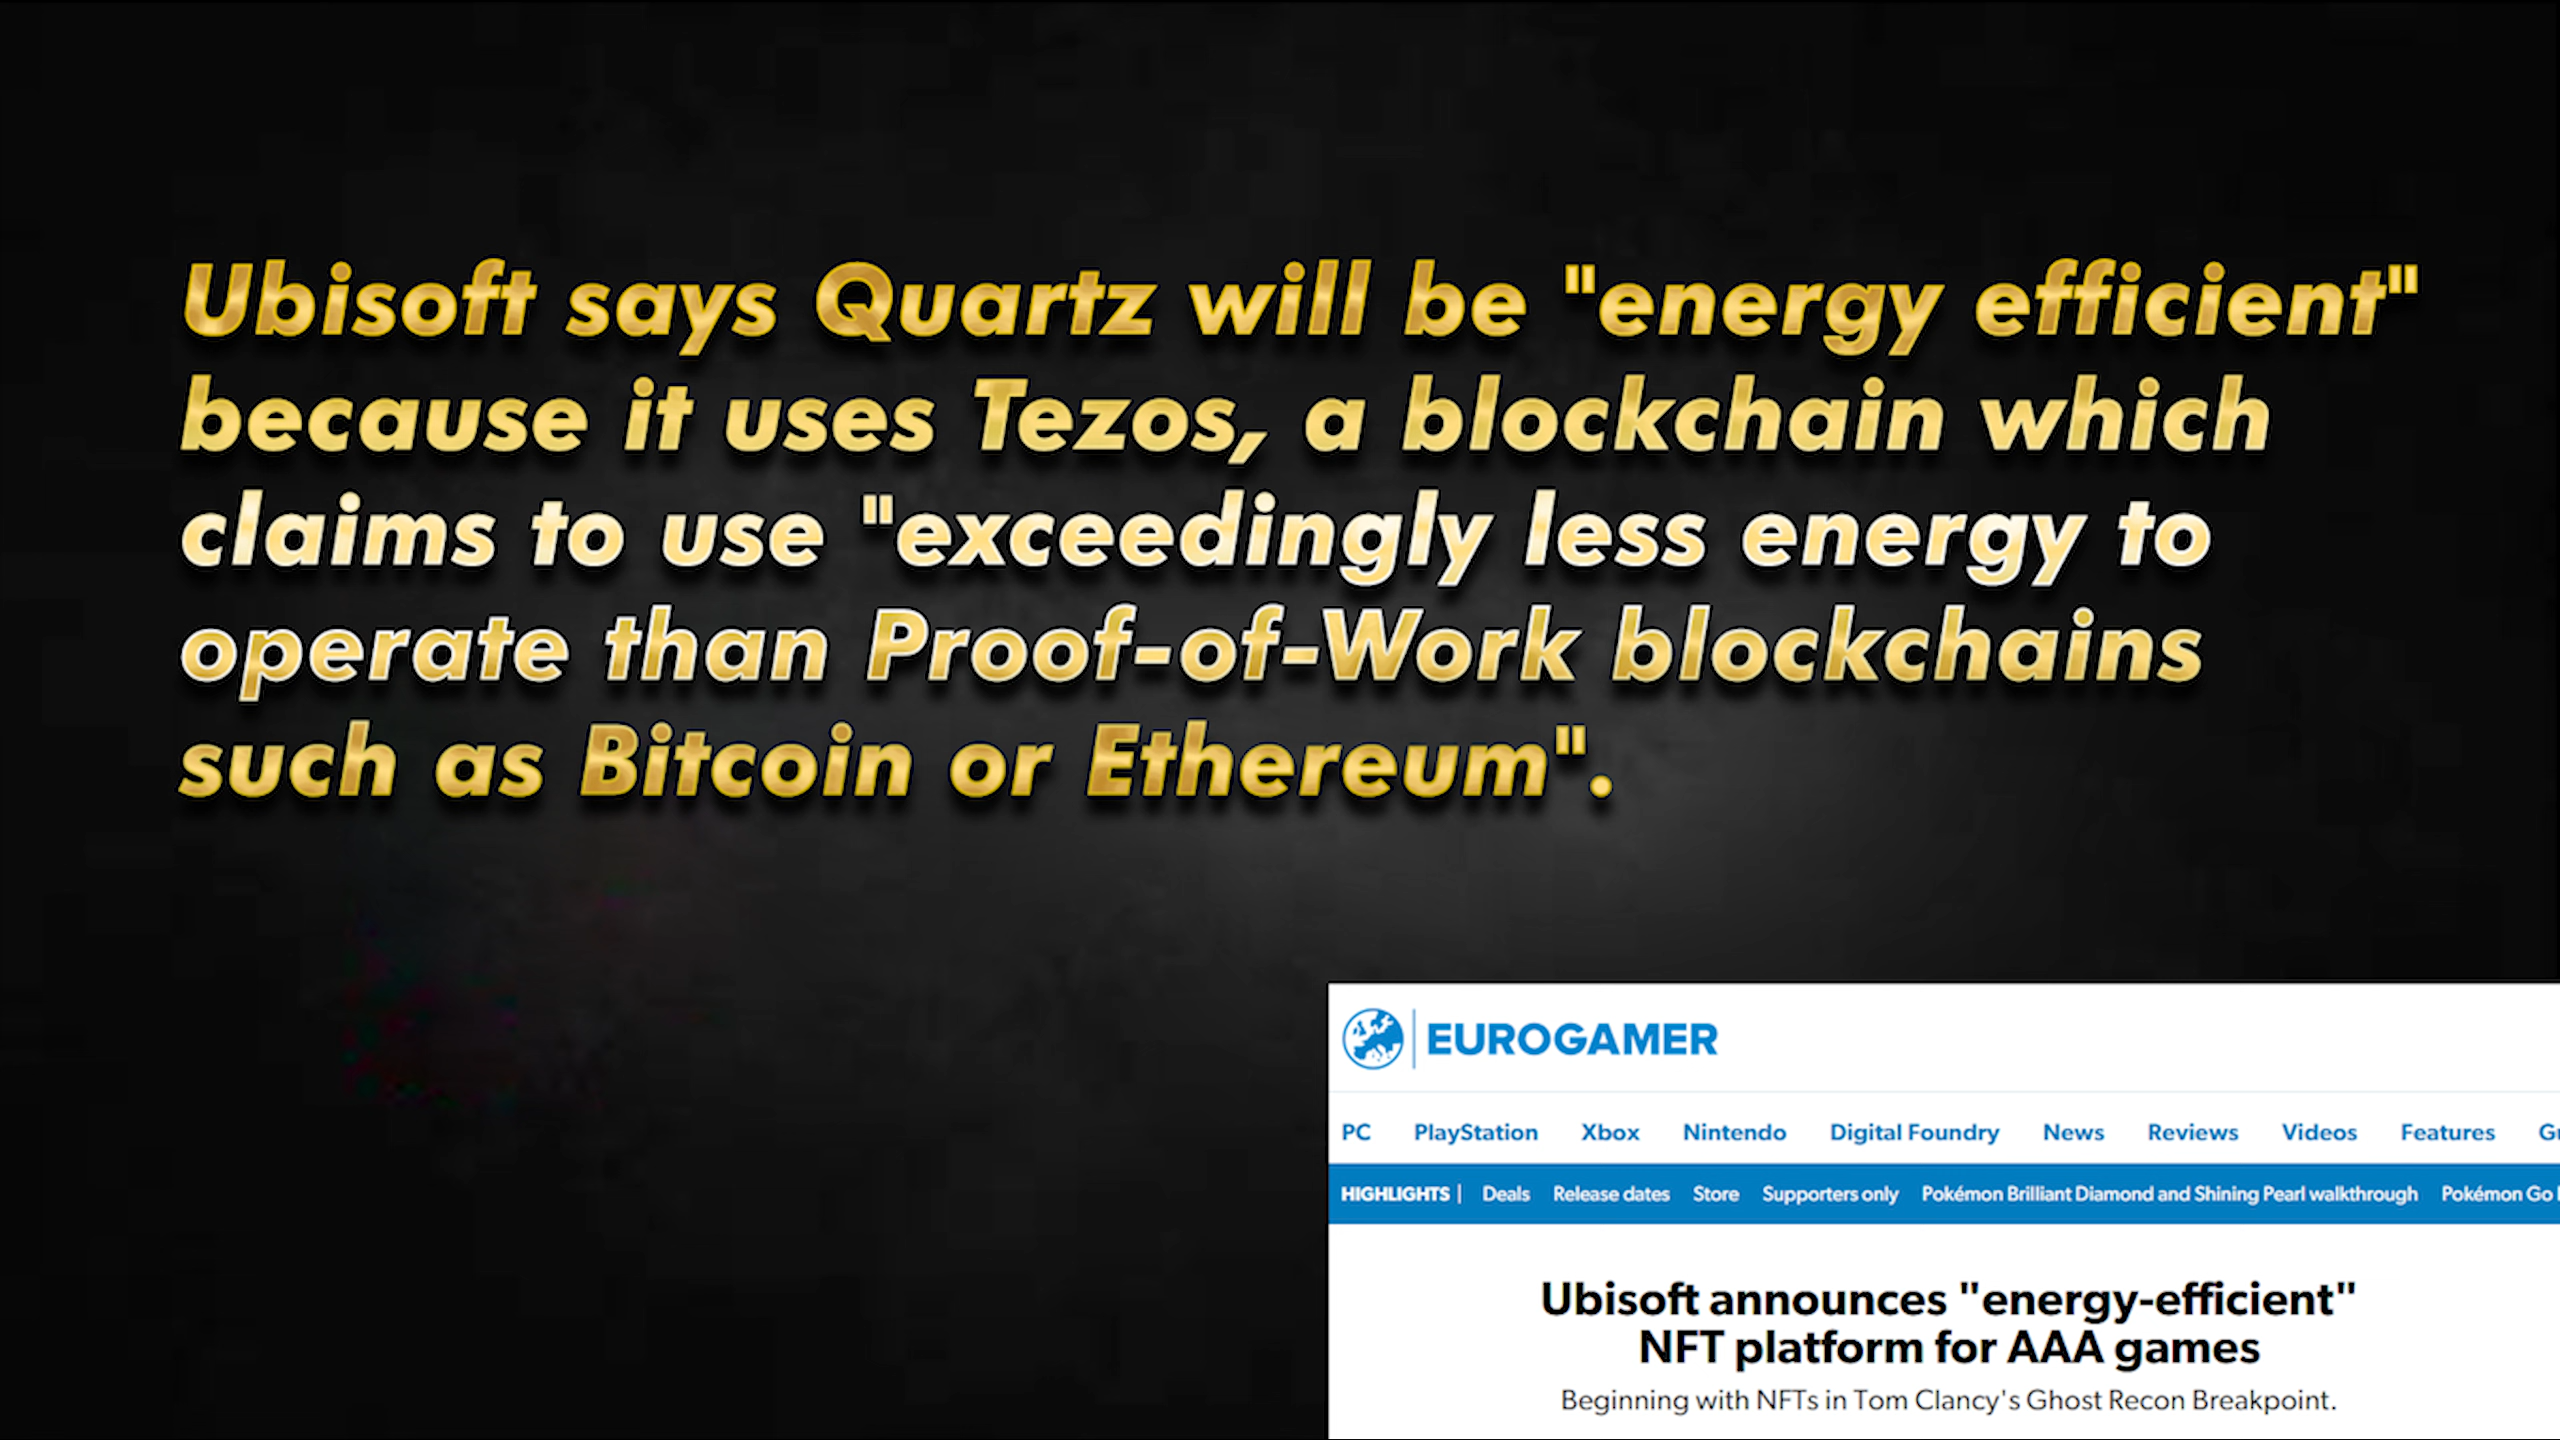 Ubisoft says Quartz will be "energy efficient"
because it uses Tezos, a blockchain which
claims to use "exceedingly less energy to
operate than Proof-of-Work blockchains
such as Bitcoin or Ethereum".
EUROGAMER
PC PlayStation Xbox Nintendo Digital Foundry News Reviews Videos Features
HIGHLIGHTS | Deals Release dates Store Supporters only Pokémon Brilliant Diamond and Shining Pearl walkthrough Pokémon Go
Ubisoft announces "energy-efficient"
NFT platform for AAA games
Beginning with NFTs in Tom Clancy's Ghost Recon Breakpoint.